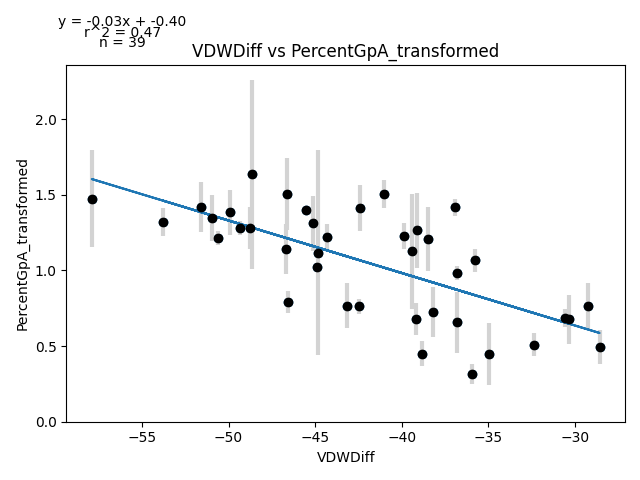 y = -0.03x + -0.40
r^2 = 0.47
n = 39
VDWDiff vs PercentGpA_transformed
PercentGpA_transformed
2.0
1.5
1.0
0.5
0.0
−55
−50
−45
−40
−35
−30
VDWDiff